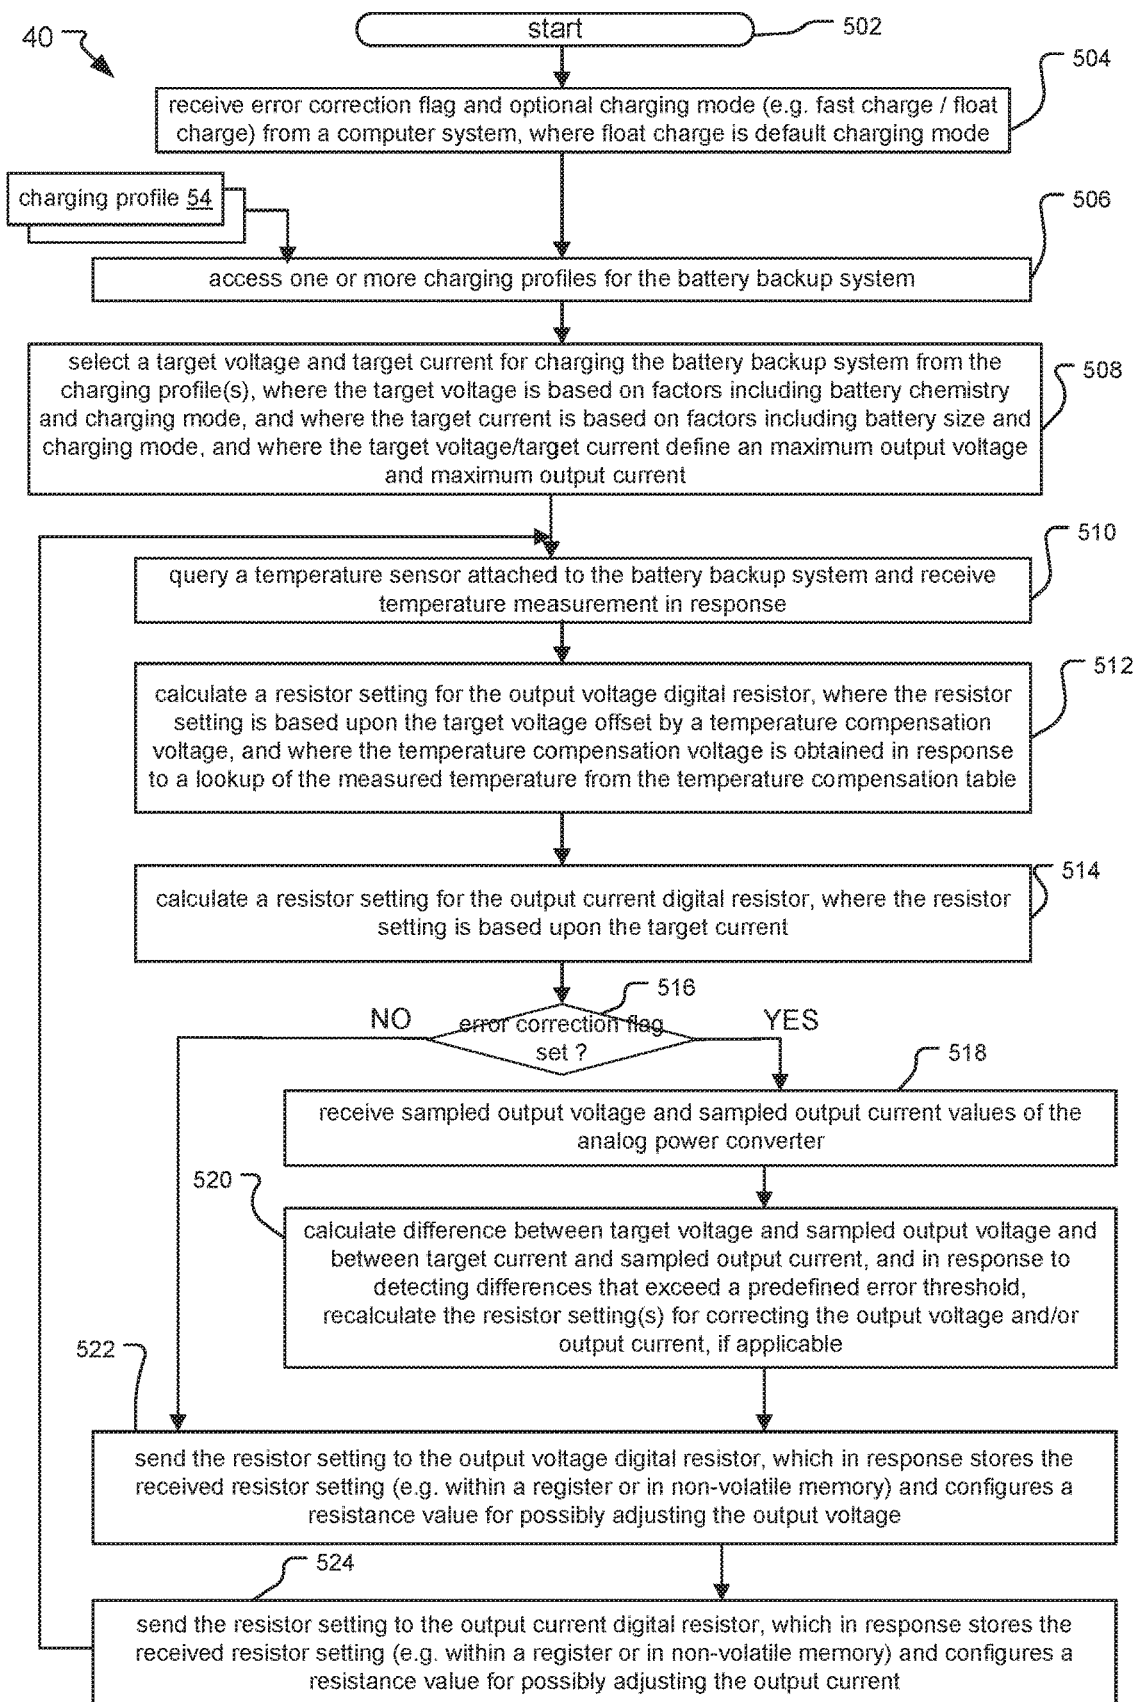 40
start
502
504
receive error correction flag and optional charging mode (e.g. fast charge / float
charge) from a computer system, where float charge is default charging mode
charging profile 54
506
access one or more charging profiles for the battery backup system
508
select a target voltage and target current for charging the battery backup system from the
charging profile(s), where the target voltage is based on factors including battery chemistry
and charging mode, and where the target current is based on factors including battery size and
charging mode, and where the target voltage/target current define an maximum output voltage
and maximum output current
510
query a temperature sensor attached to the battery backup system and receive
temperature measurement in response
512
calculate a resistor setting for the output voltage digital resistor, where the resistor
setting is based upon the target voltage offset by a temperature compensation
voltage, and where the temperature compensation voltage is obtained in response
to a lookup of the measured temperature from the temperature compensation table
514
calculate a resistor setting for the output current digital resistor, where the resistor
setting is based upon the target current
516
NO
error correction flag
set ?
YES
518
receive sampled output voltage and sampled output current values of the
analog power converter
520
calculate difference between target voltage and sampled output voltage and
between target current and sampled output current, and in response to
detecting differences that exceed a predefined error threshold,
recalculate the resistor setting(s) for correcting the output voltage and/or
output current, if applicable
522
send the resistor setting to the output voltage digital resistor, which in response stores the
received resistor setting (e.g. within a register or in non-volatile memory) and configures a
resistance value for possibly adjusting the output voltage
524
send the resistor setting to the output current digital resistor, which in response stores the
received resistor setting (e.g. within a register or in non-volatile memory) and configures a
resistance value for possibly adjusting the output current